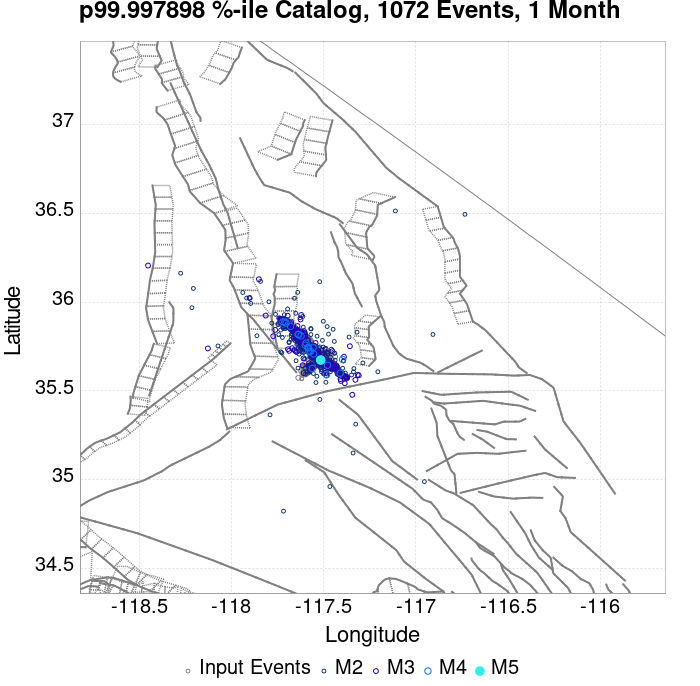 p99.997898 %-ile Catalog, 1072 Events, 1 Month
37
36.5
36
35.5
35
34.5
Latitude
-118.5 -118 -117.5 -117 -116.5 -116
Longitude
Input Events M2 M3 M4 M5